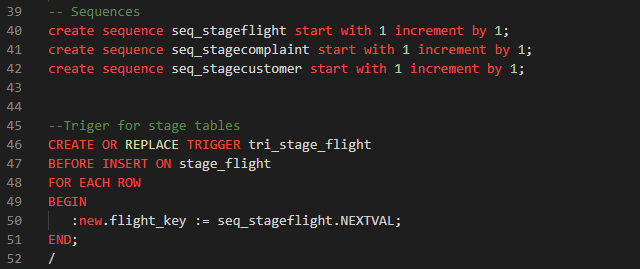 39 -- Sequences
40 create sequence seq_stageflight start with 1 increment by 1;
41 create sequence seq_stagecomplaint start with 1 increment by 1;
42 create sequence seq_stagecustomer start with 1 increment by 1;
43
44
45 --Triger for stage tables
46 CREATE OR REPLACE TRIGGER tri_stage_flight
47 BEFORE INSERT ON stage_flight
48 FOR EACH ROW
49 BEGIN
50 :new.flight_key := seq_stageflight.NEXTVAL;
51 END;
52 /